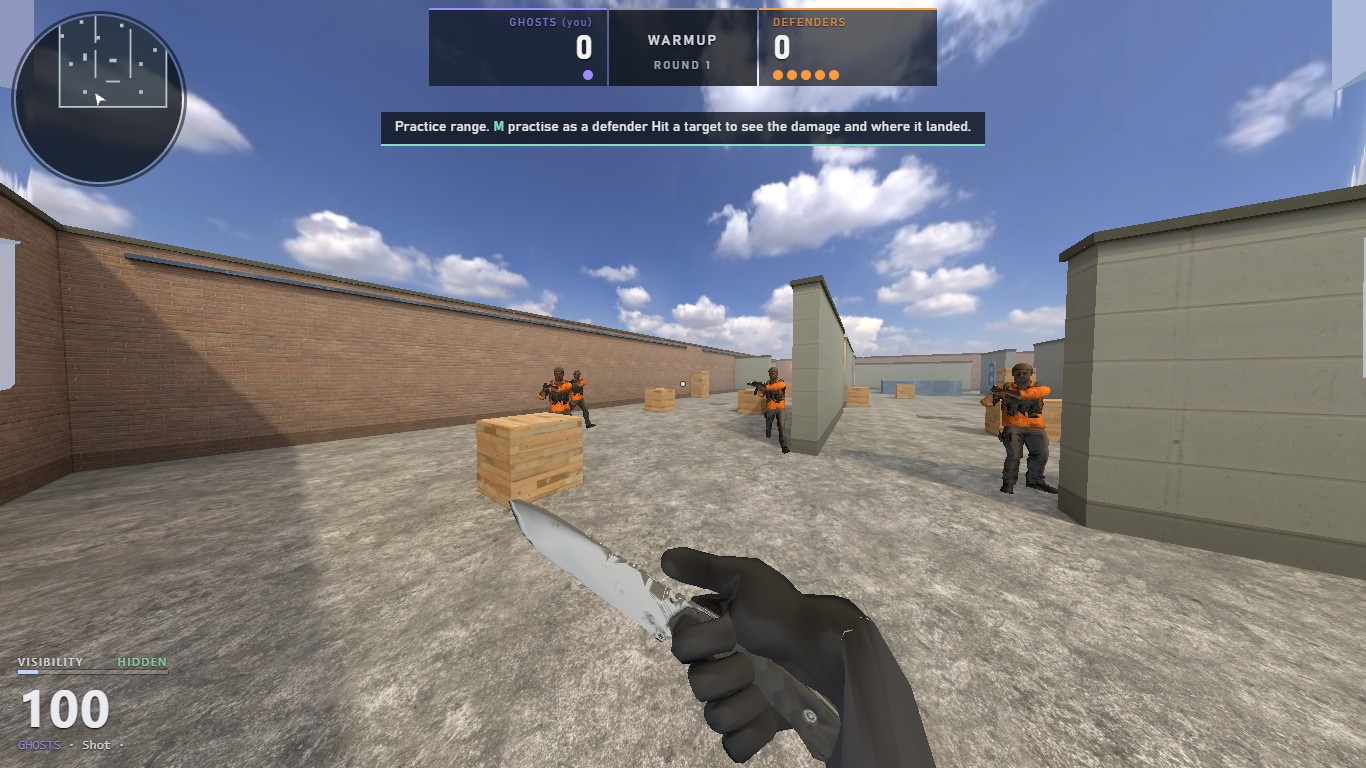 GHOSTS (you)
0
WARMUP
ROUND 1
DEFENDERS
0
Practice range. M practise as a defender Hit a target to see the damage and where it landed.
VISIBILITY HIDDEN
100
GHOSTS · Shot ·